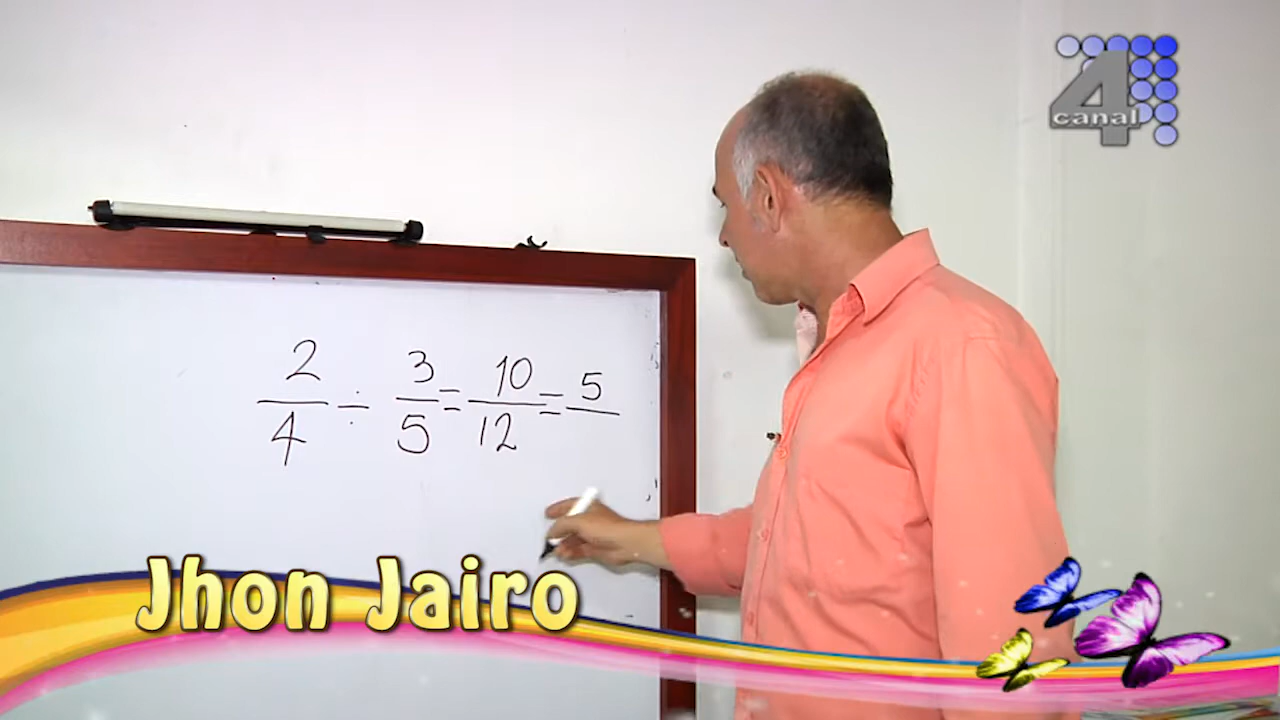 4
canal
2/4 ÷ 3/5 = 10/12 = 5/
Jhon Jairo